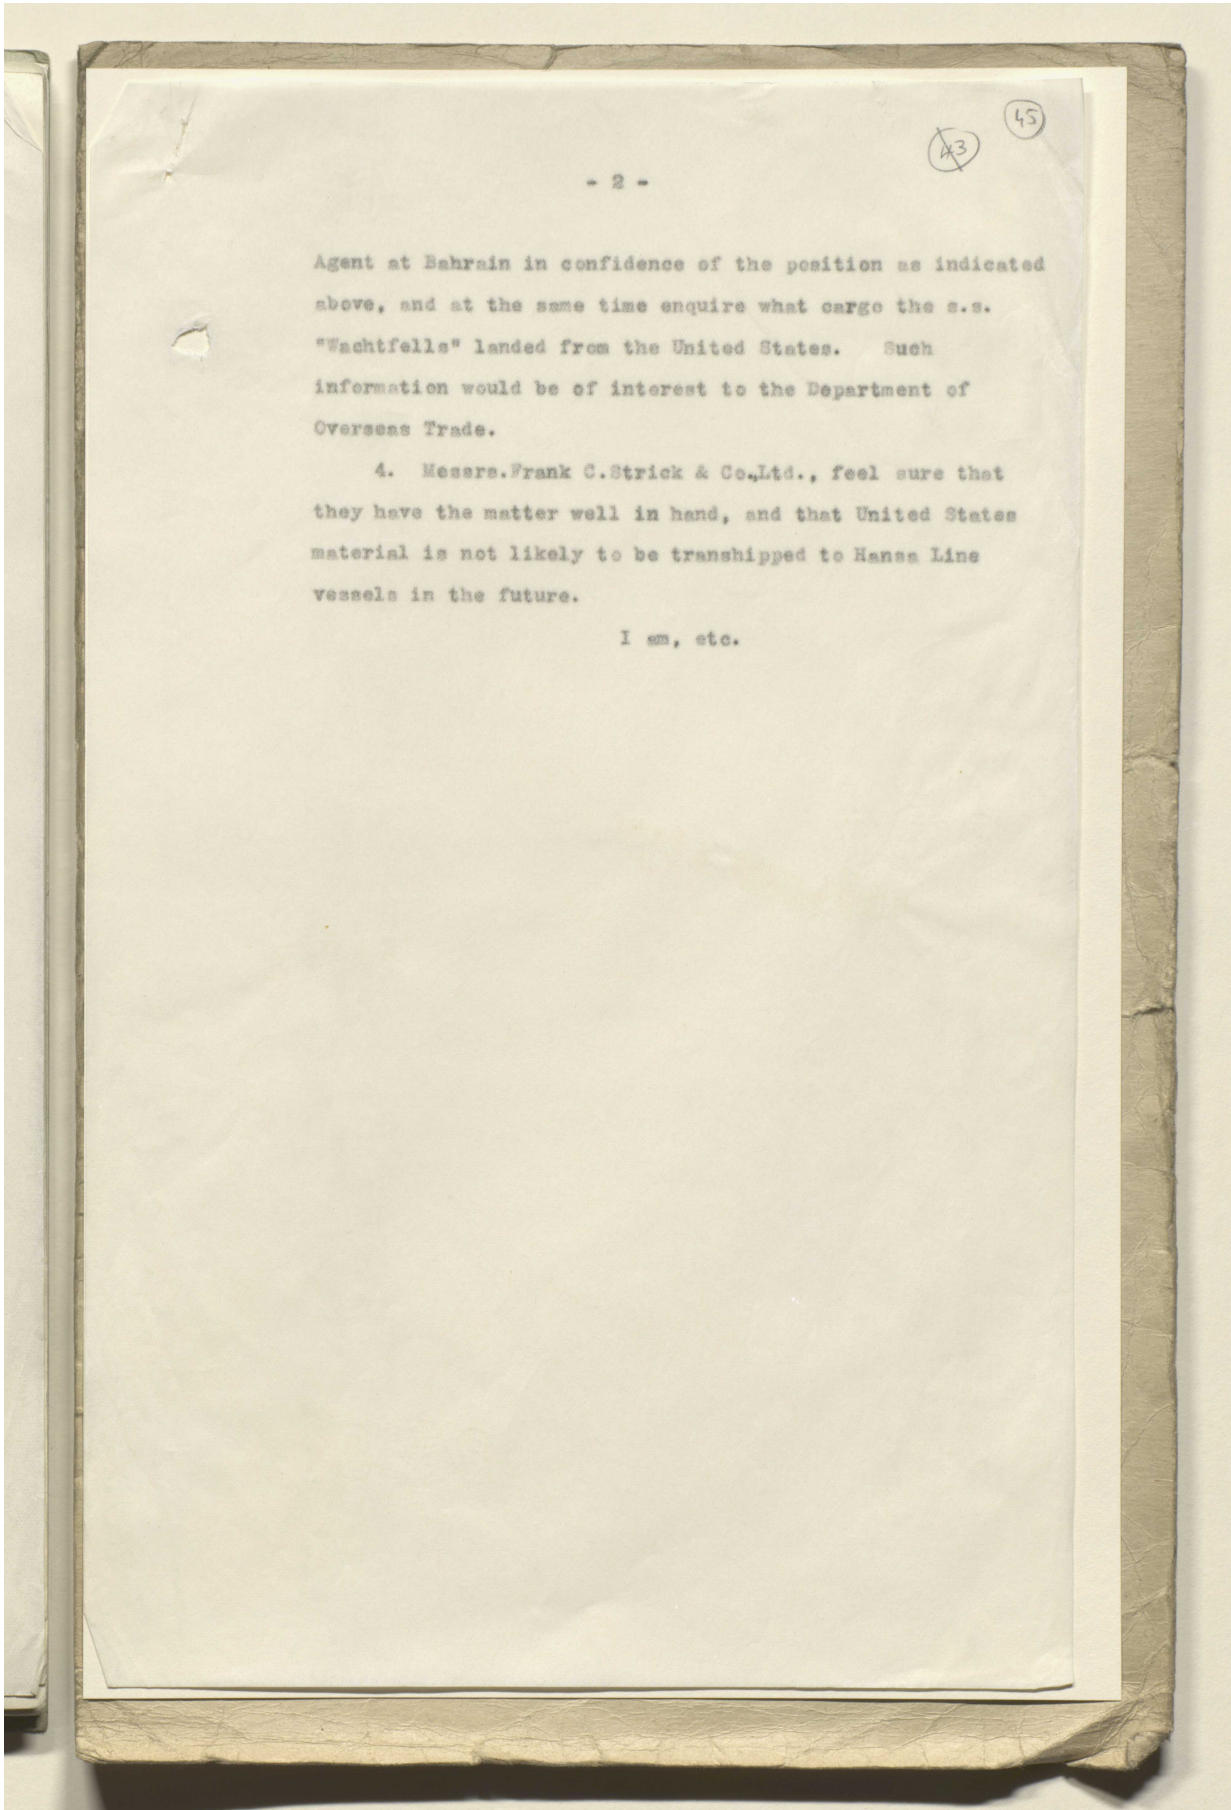 45
43
- 2 -
Agent at Bahrain in confidence of the position as indicated
above, and at the same time enquire what cargo the s.s.
"Wachtfells" landed from the United States. Such
information would be of interest to the Department of
Overseas Trade.
4. Messrs.Frank C.Strick & Co.,Ltd., feel sure that
they have the matter well in hand, and that United States
material is not likely to be transhipped to Hansa Line
vessels in the future.
I am, etc.